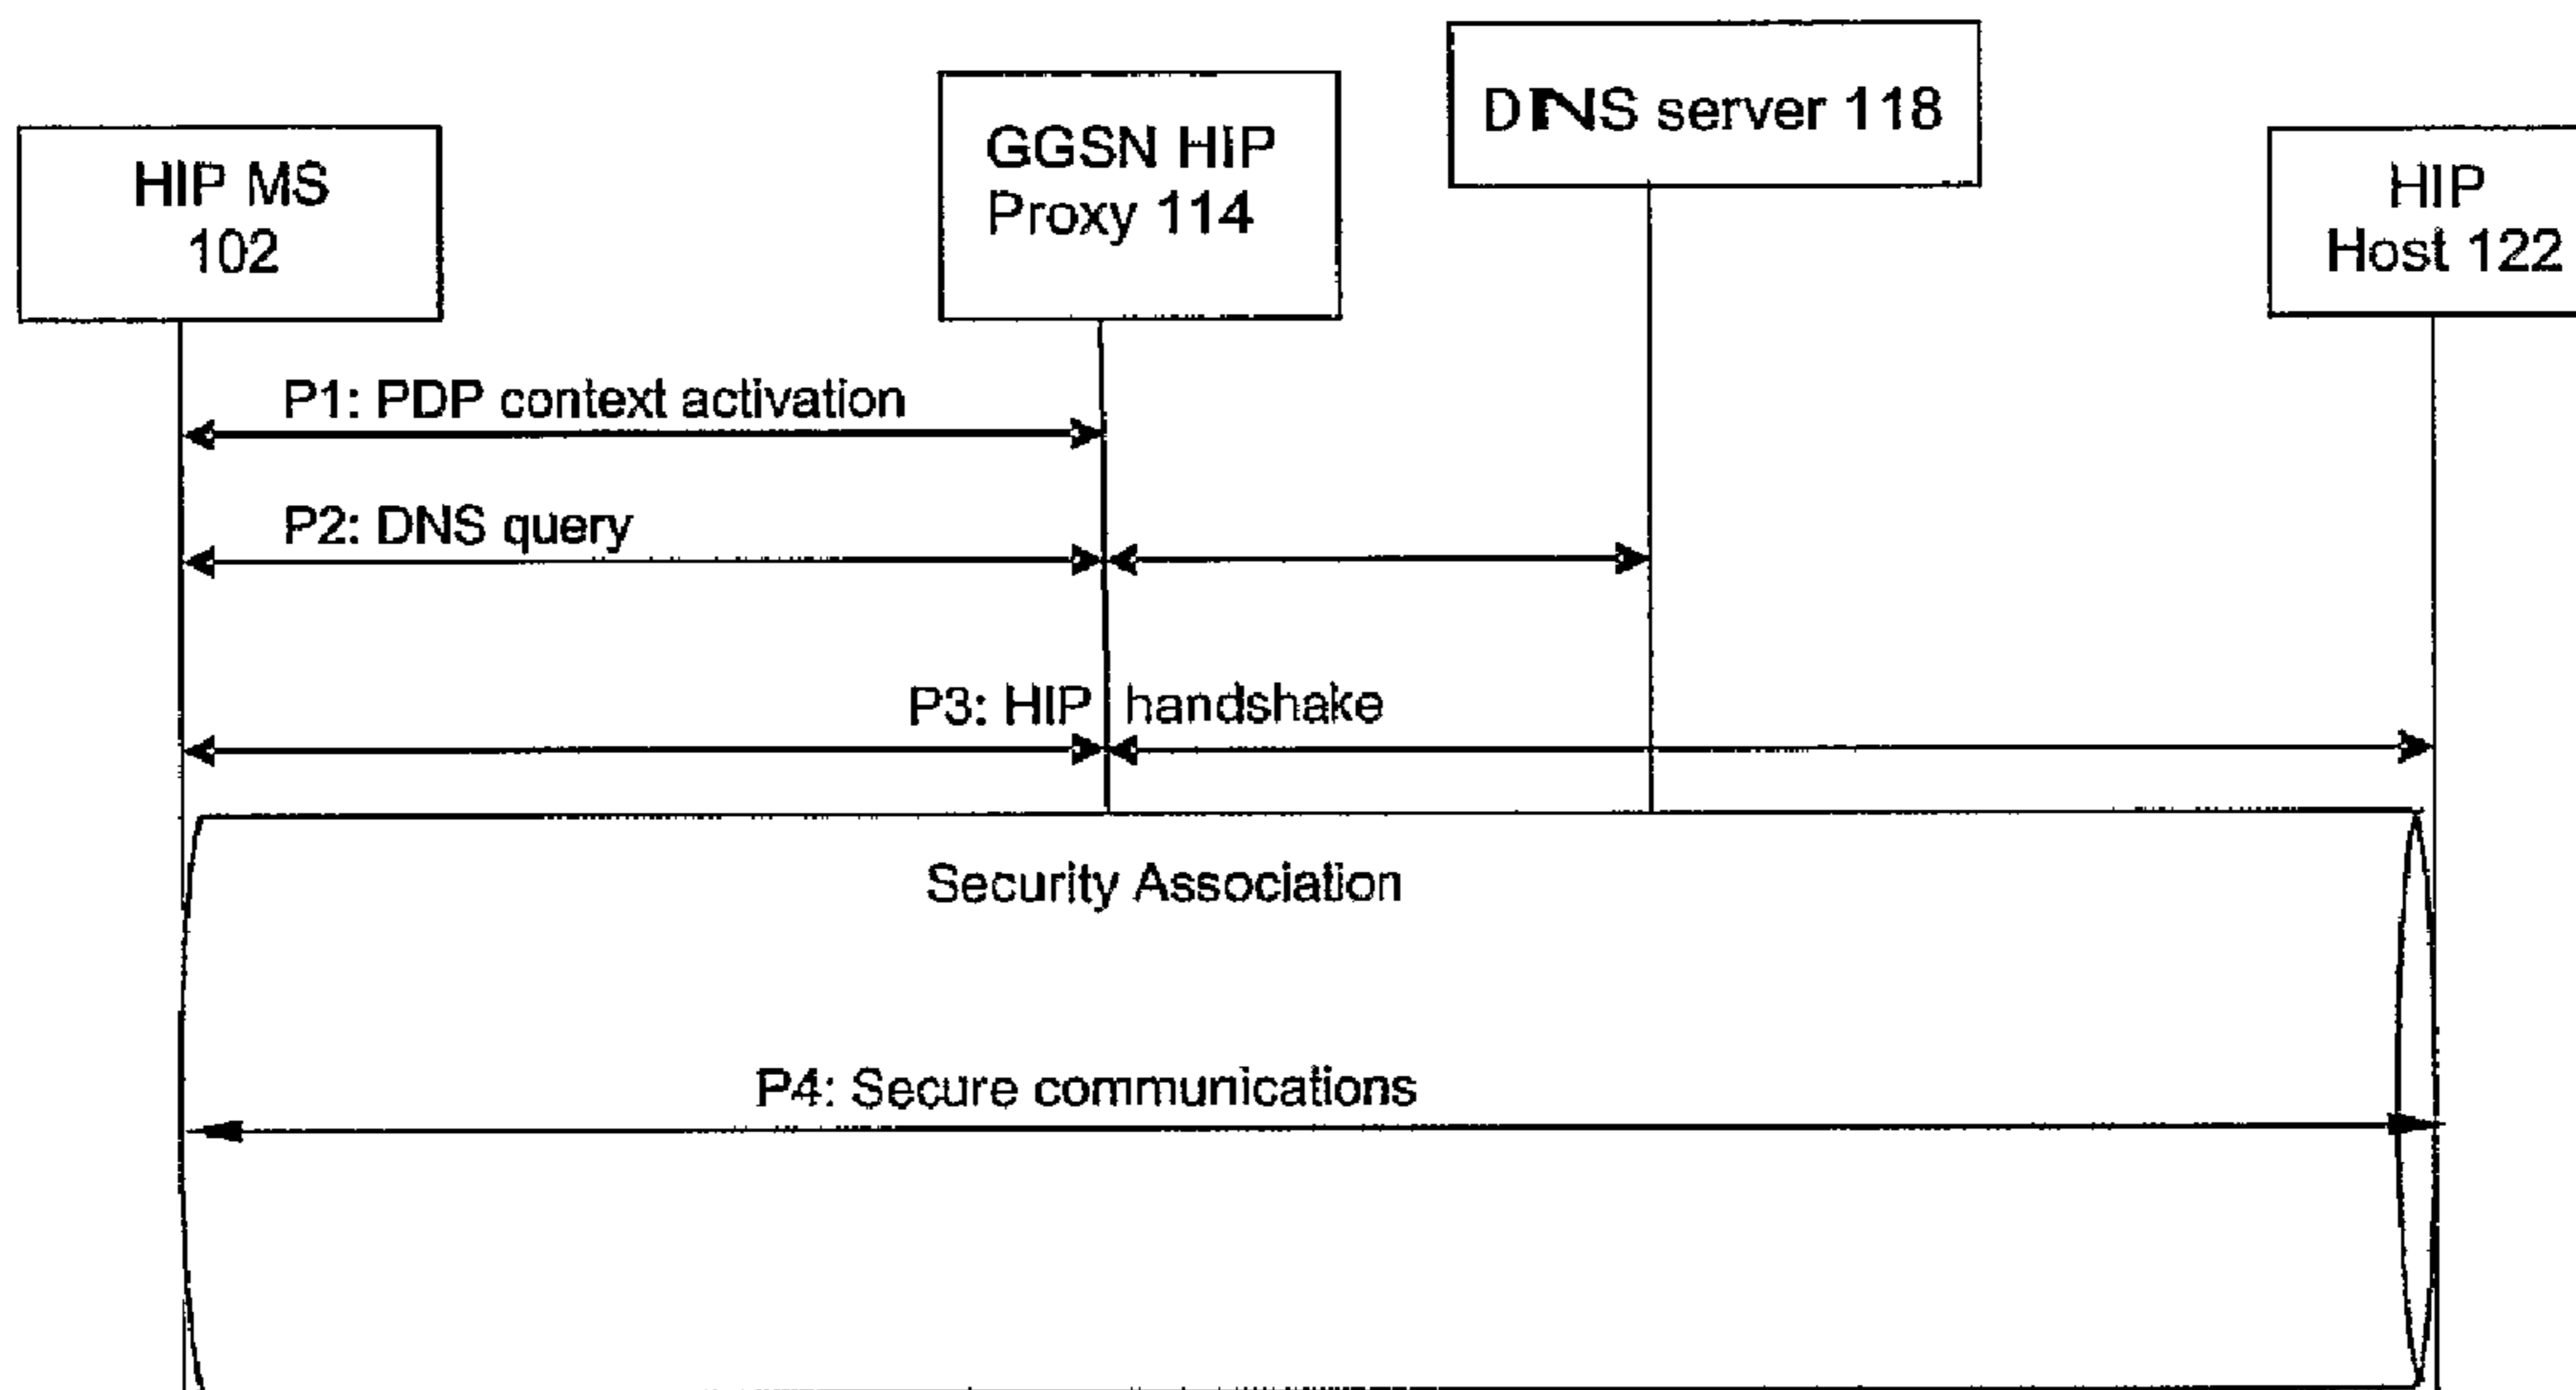 HIP MS
102
GGSN HIP
Proxy 114
DNS server 118
HIP
Host 122
P1: PDP context activation
P2: DNS query
P3: HIP handshake
Security Association
P4: Secure communications